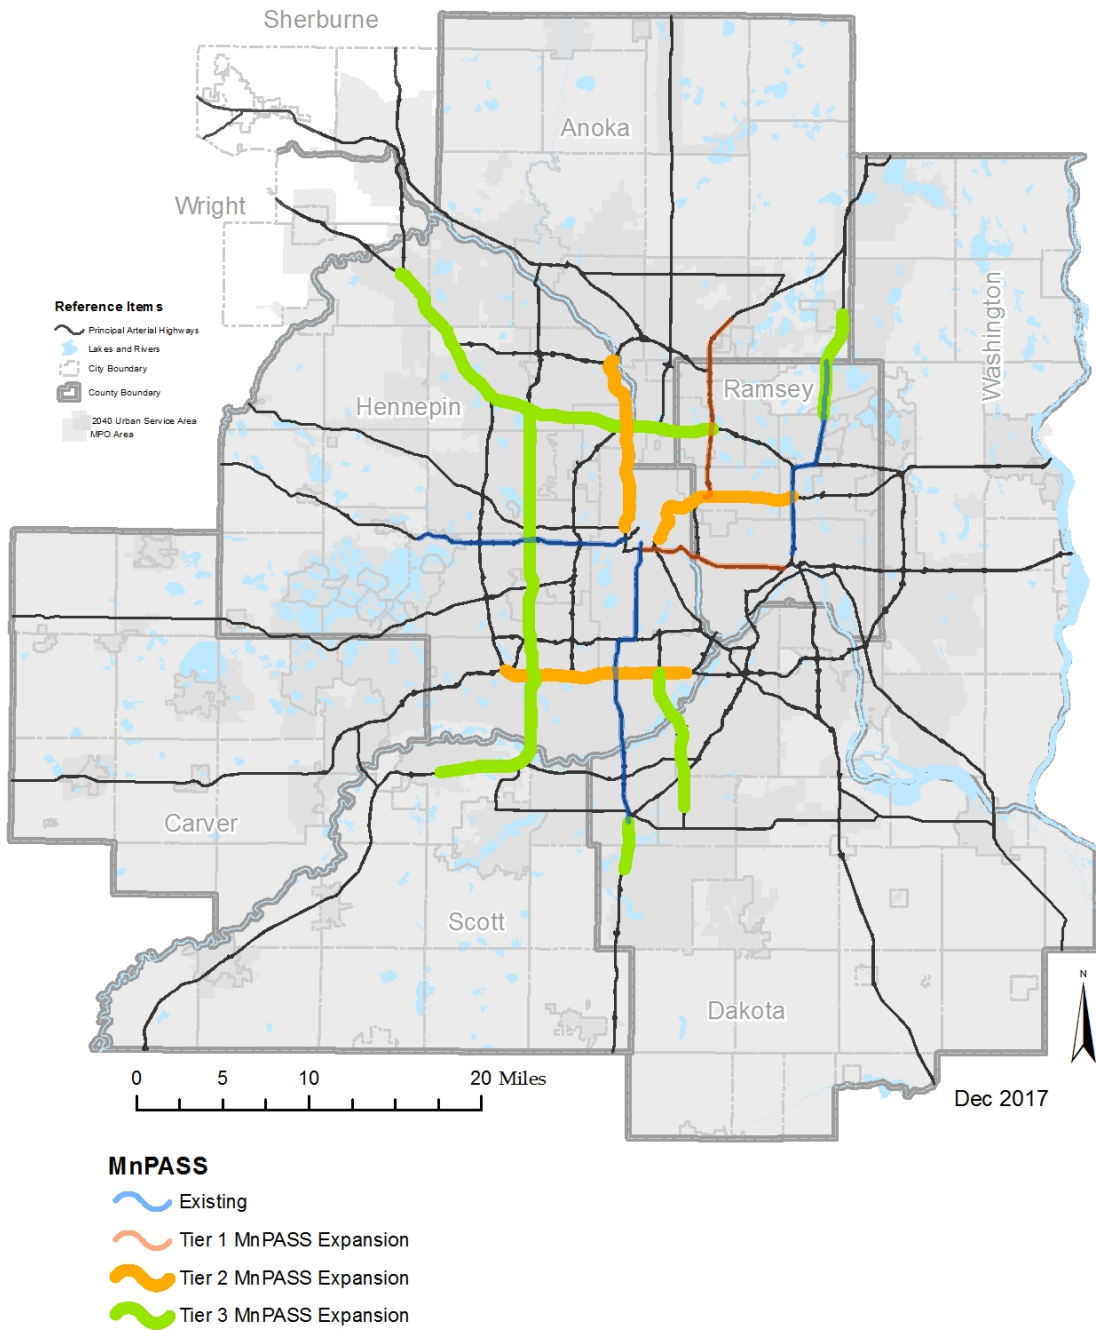 Sherburne
Anoka
Wright
Washington
Reference Items
Principal Arterial Highways
Lakes and Rivers
City Boundary
County Boundary
2040 Urban Service Area
MPO Area
Hennepin
Ramsey
Carver
Scott
Dakota
N
0 5 10 20 Miles
Dec 2017
MnPASS
Existing
Tier 1 MnPASS Expansion
Tier 2 MnPASS Expansion
Tier 3 MnPASS Expansion